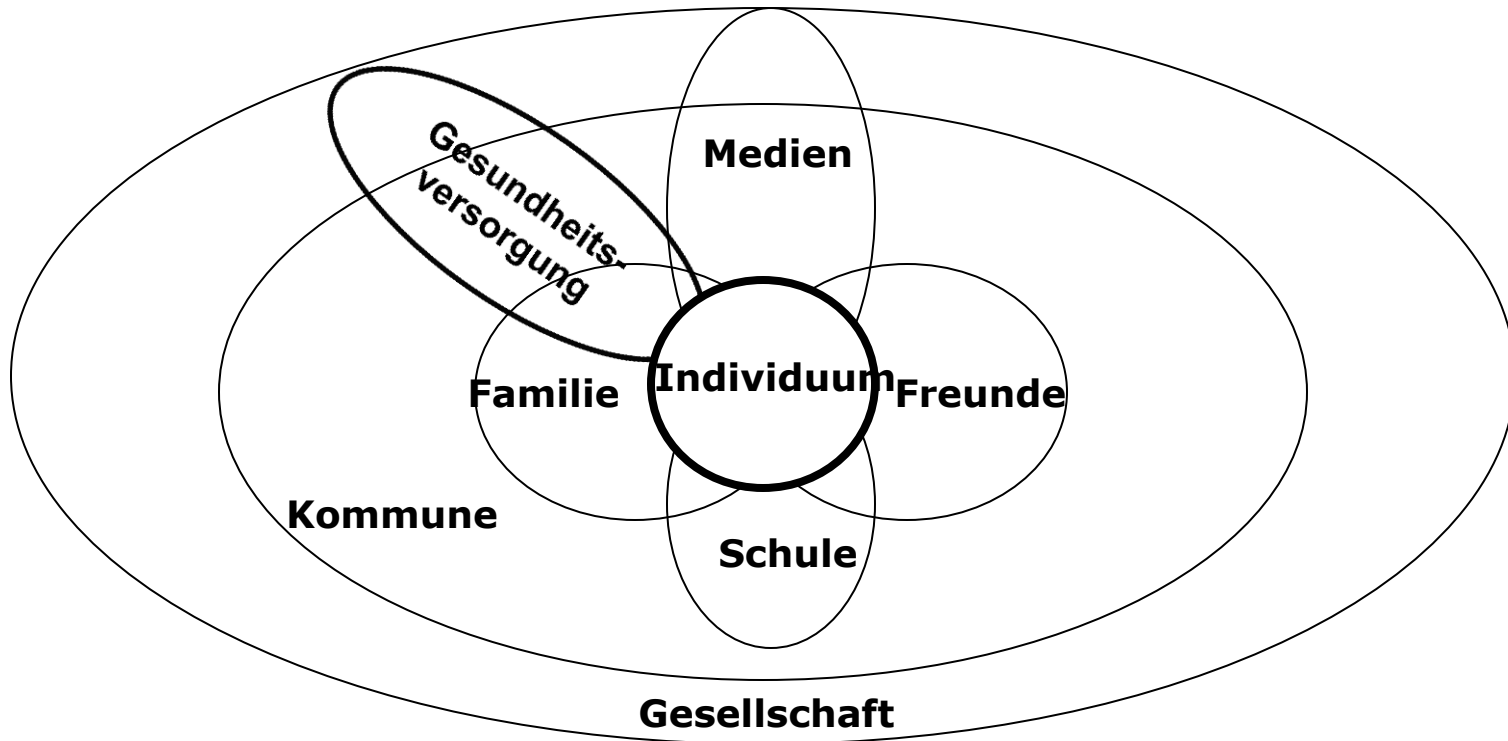 Medien
Gesundheits-
versorgung
Individuum
Familie
Freunde
Kommune
Schule
Gesellschaft